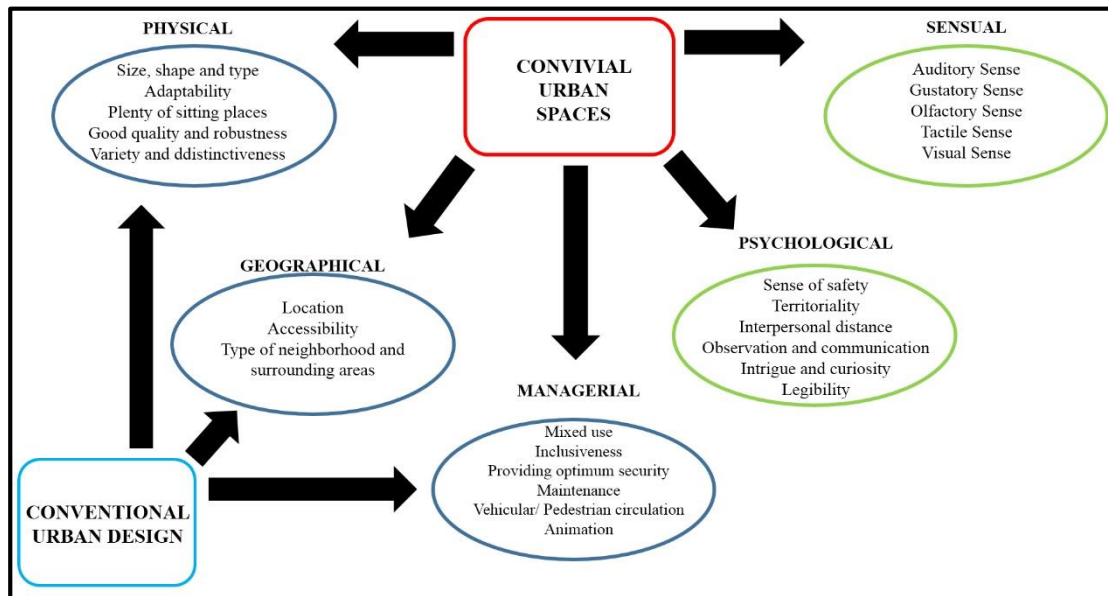 PHYSICAL
Size, shape and type
Adaptability
Plenty of sitting places
Good quality and robustness
Variety and ddistinctiveness
CONVIVIAL
URBAN
SPACES
SENSUAL
Auditory Sense
Gustatory Sense
Olfactory Sense
Tactile Sense
Visual Sense
GEOGRAPHICAL
Location
Accessibility
Type of neighborhood and
surrounding areas
PSYCHOLOGICAL
Sense of safety
Territoriality
Interpersonal distance
Observation and communication
Intrigue and curiosity
Legibility
MANAGERIAL
Mixed use
Inclusiveness
Providing optimum security
Maintenance
Vehicular/ Pedestrian circulation
Animation
CONVENTIONAL
URBAN DESIGN